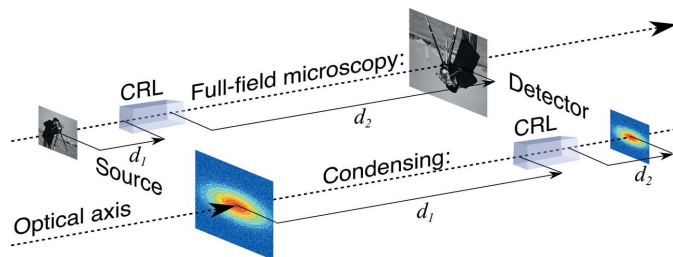 Full-field microscopy:
CRL
d₂
Detector
d₁
CRL
Source
Condensing:
d₂
Optical axis
d₁